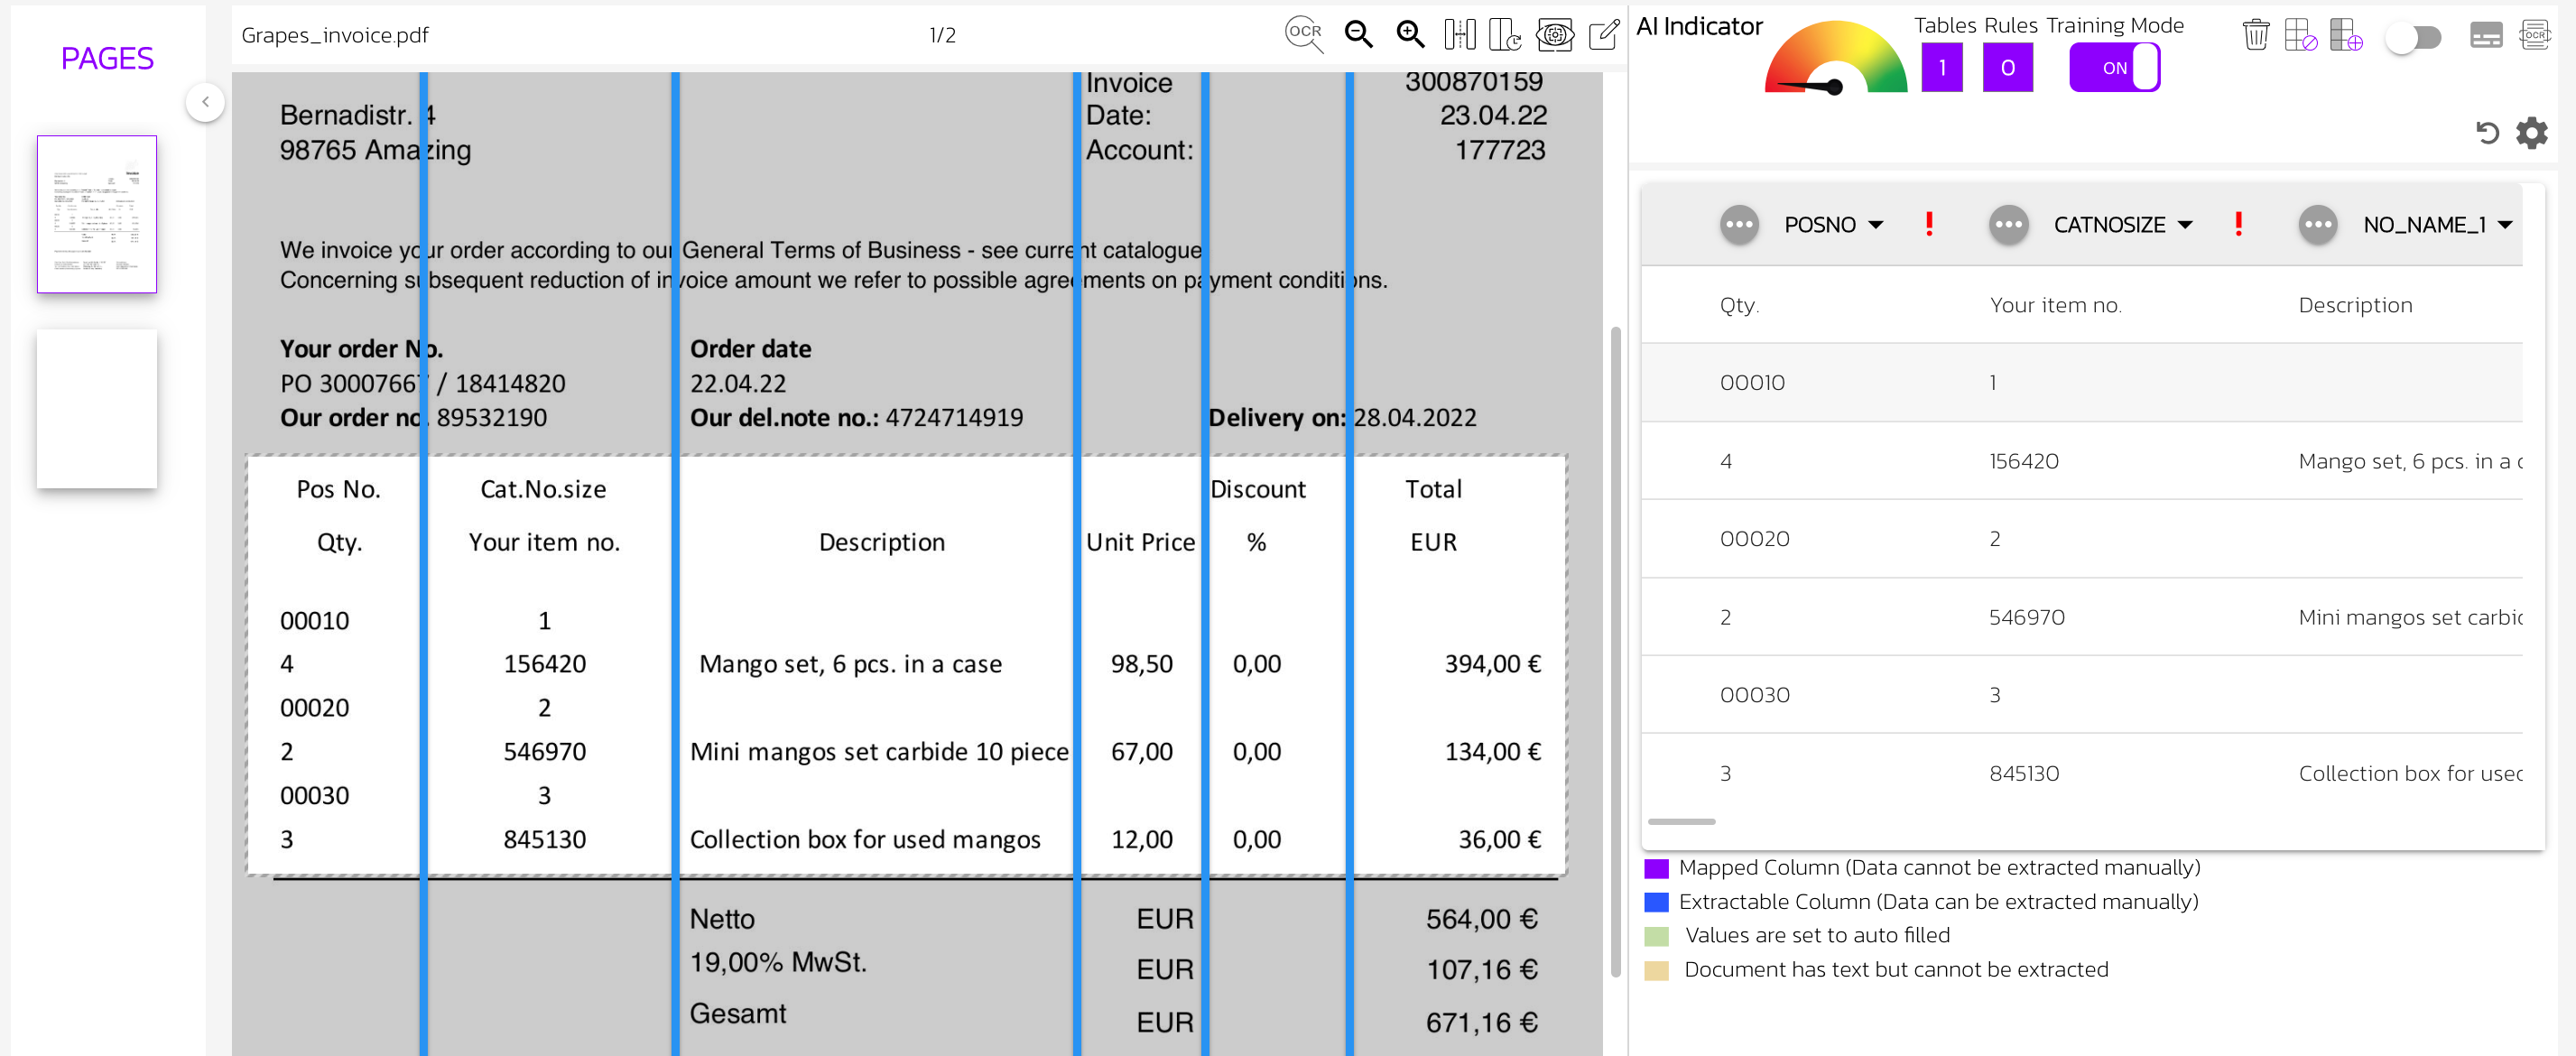 PAGES
Grapes_invoice.pdf 1/2 OCR
AI Indicator Tables Rules Training Mode
1 0 ON OCR
Invoice 300870159
Bernadistr. 4 Date: 23.04.22
98765 Amazing Account: 177723
We invoice your order according to our General Terms of Business - see current catalogue
Concerning subsequent reduction of invoice amount we refer to possible agreements on payment conditions.
Your order No. Order date
PO 30007667 / 18414820 22.04.22
Our order no. 89532190 Our del.note no.: 4724714919 Delivery on: 28.04.2022
Pos No. Cat.No.size Discount Total
Qty. Your item no. Description Unit Price % EUR
00010 1
4 156420 Mango set, 6 pcs. in a case 98,50 0,00 394,00 €
00020 2
2 546970 Mini mangos set carbide 10 piece 67,00 0,00 134,00 €
00030 3
3 845130 Collection box for used mangos 12,00 0,00 36,00 €
Netto EUR 564,00 €
19,00% MwSt. EUR 107,16 €
Gesamt EUR 671,16 €
POSNO ! CATNOSIZE ! NO_NAME_1
Qty. Your item no. Description
00010 1
4 156420 Mango set, 6 pcs. in a c
00020 2
2 546970 Mini mangos set carbic
00030 3
3 845130 Collection box for usec
Mapped Column (Data cannot be extracted manually)
Extractable Column (Data can be extracted manually)
Values are set to auto filled
Document has text but cannot be extracted